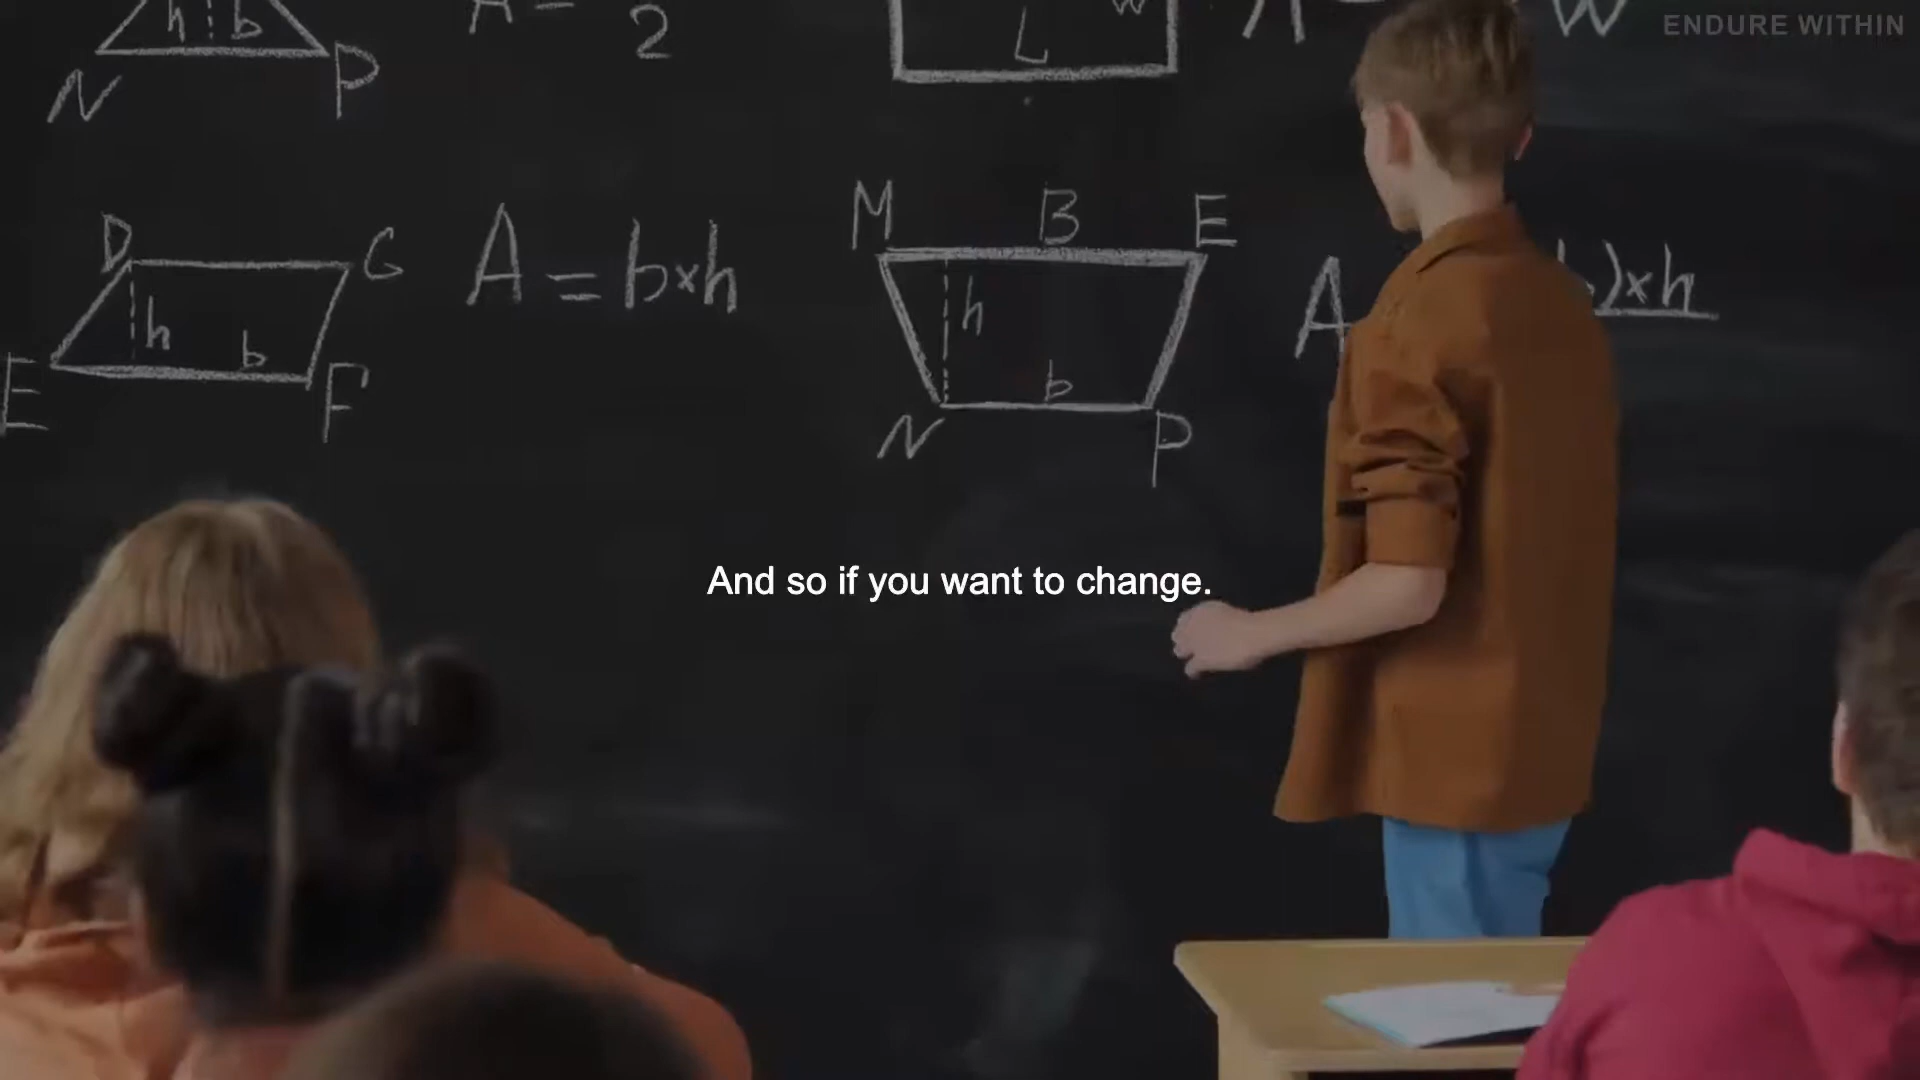 ENDURE WITHIN
h b
2
L
W
N P
D G
h
b
E F
A = b×h
M B E
h
b
N P
A )×h
And so if you want to change.